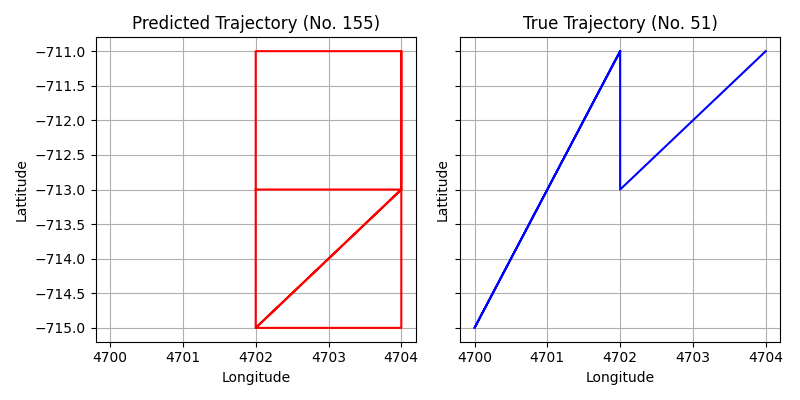 Predicted Trajectory (No. 155)
True Trajectory (No. 51)
−711.0
−711.5
−712.0
−712.5
−713.0
−713.5
−714.0
−714.5
−715.0
Lattitude
Lattitude
4700 4701 4702 4703 4704
4700 4701 4702 4703 4704
Longitude
Longitude